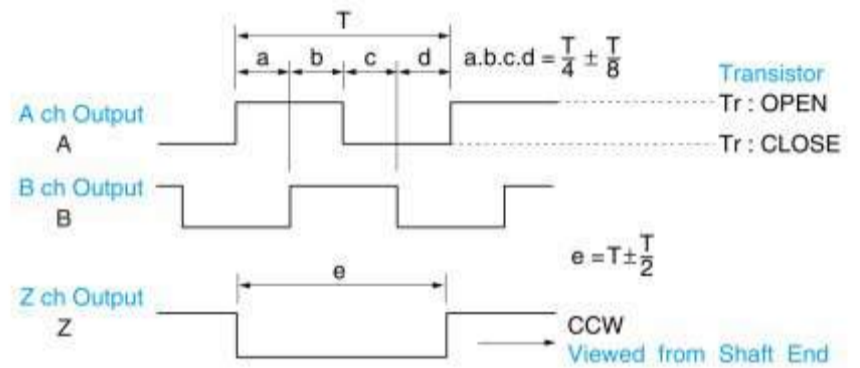 T
a b c d a.b.c.d = T/4 ± T/8
Transistor
A ch Output
A
Tr : OPEN
Tr : CLOSE
B ch Output
B
e = T ± T/2
e
Z ch Output
Z
CCW
Viewed from Shaft End